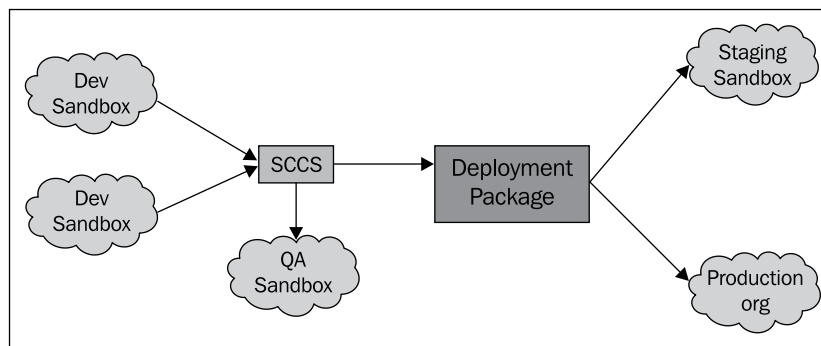 Dev
Sandbox
Dev
Sandbox
SCCS
QA
Sandbox
Deployment
Package
Staging
Sandbox
Production
org